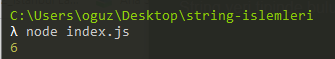 C:\Users\oguz\Desktop\string-islemleri
λ node index.js
6